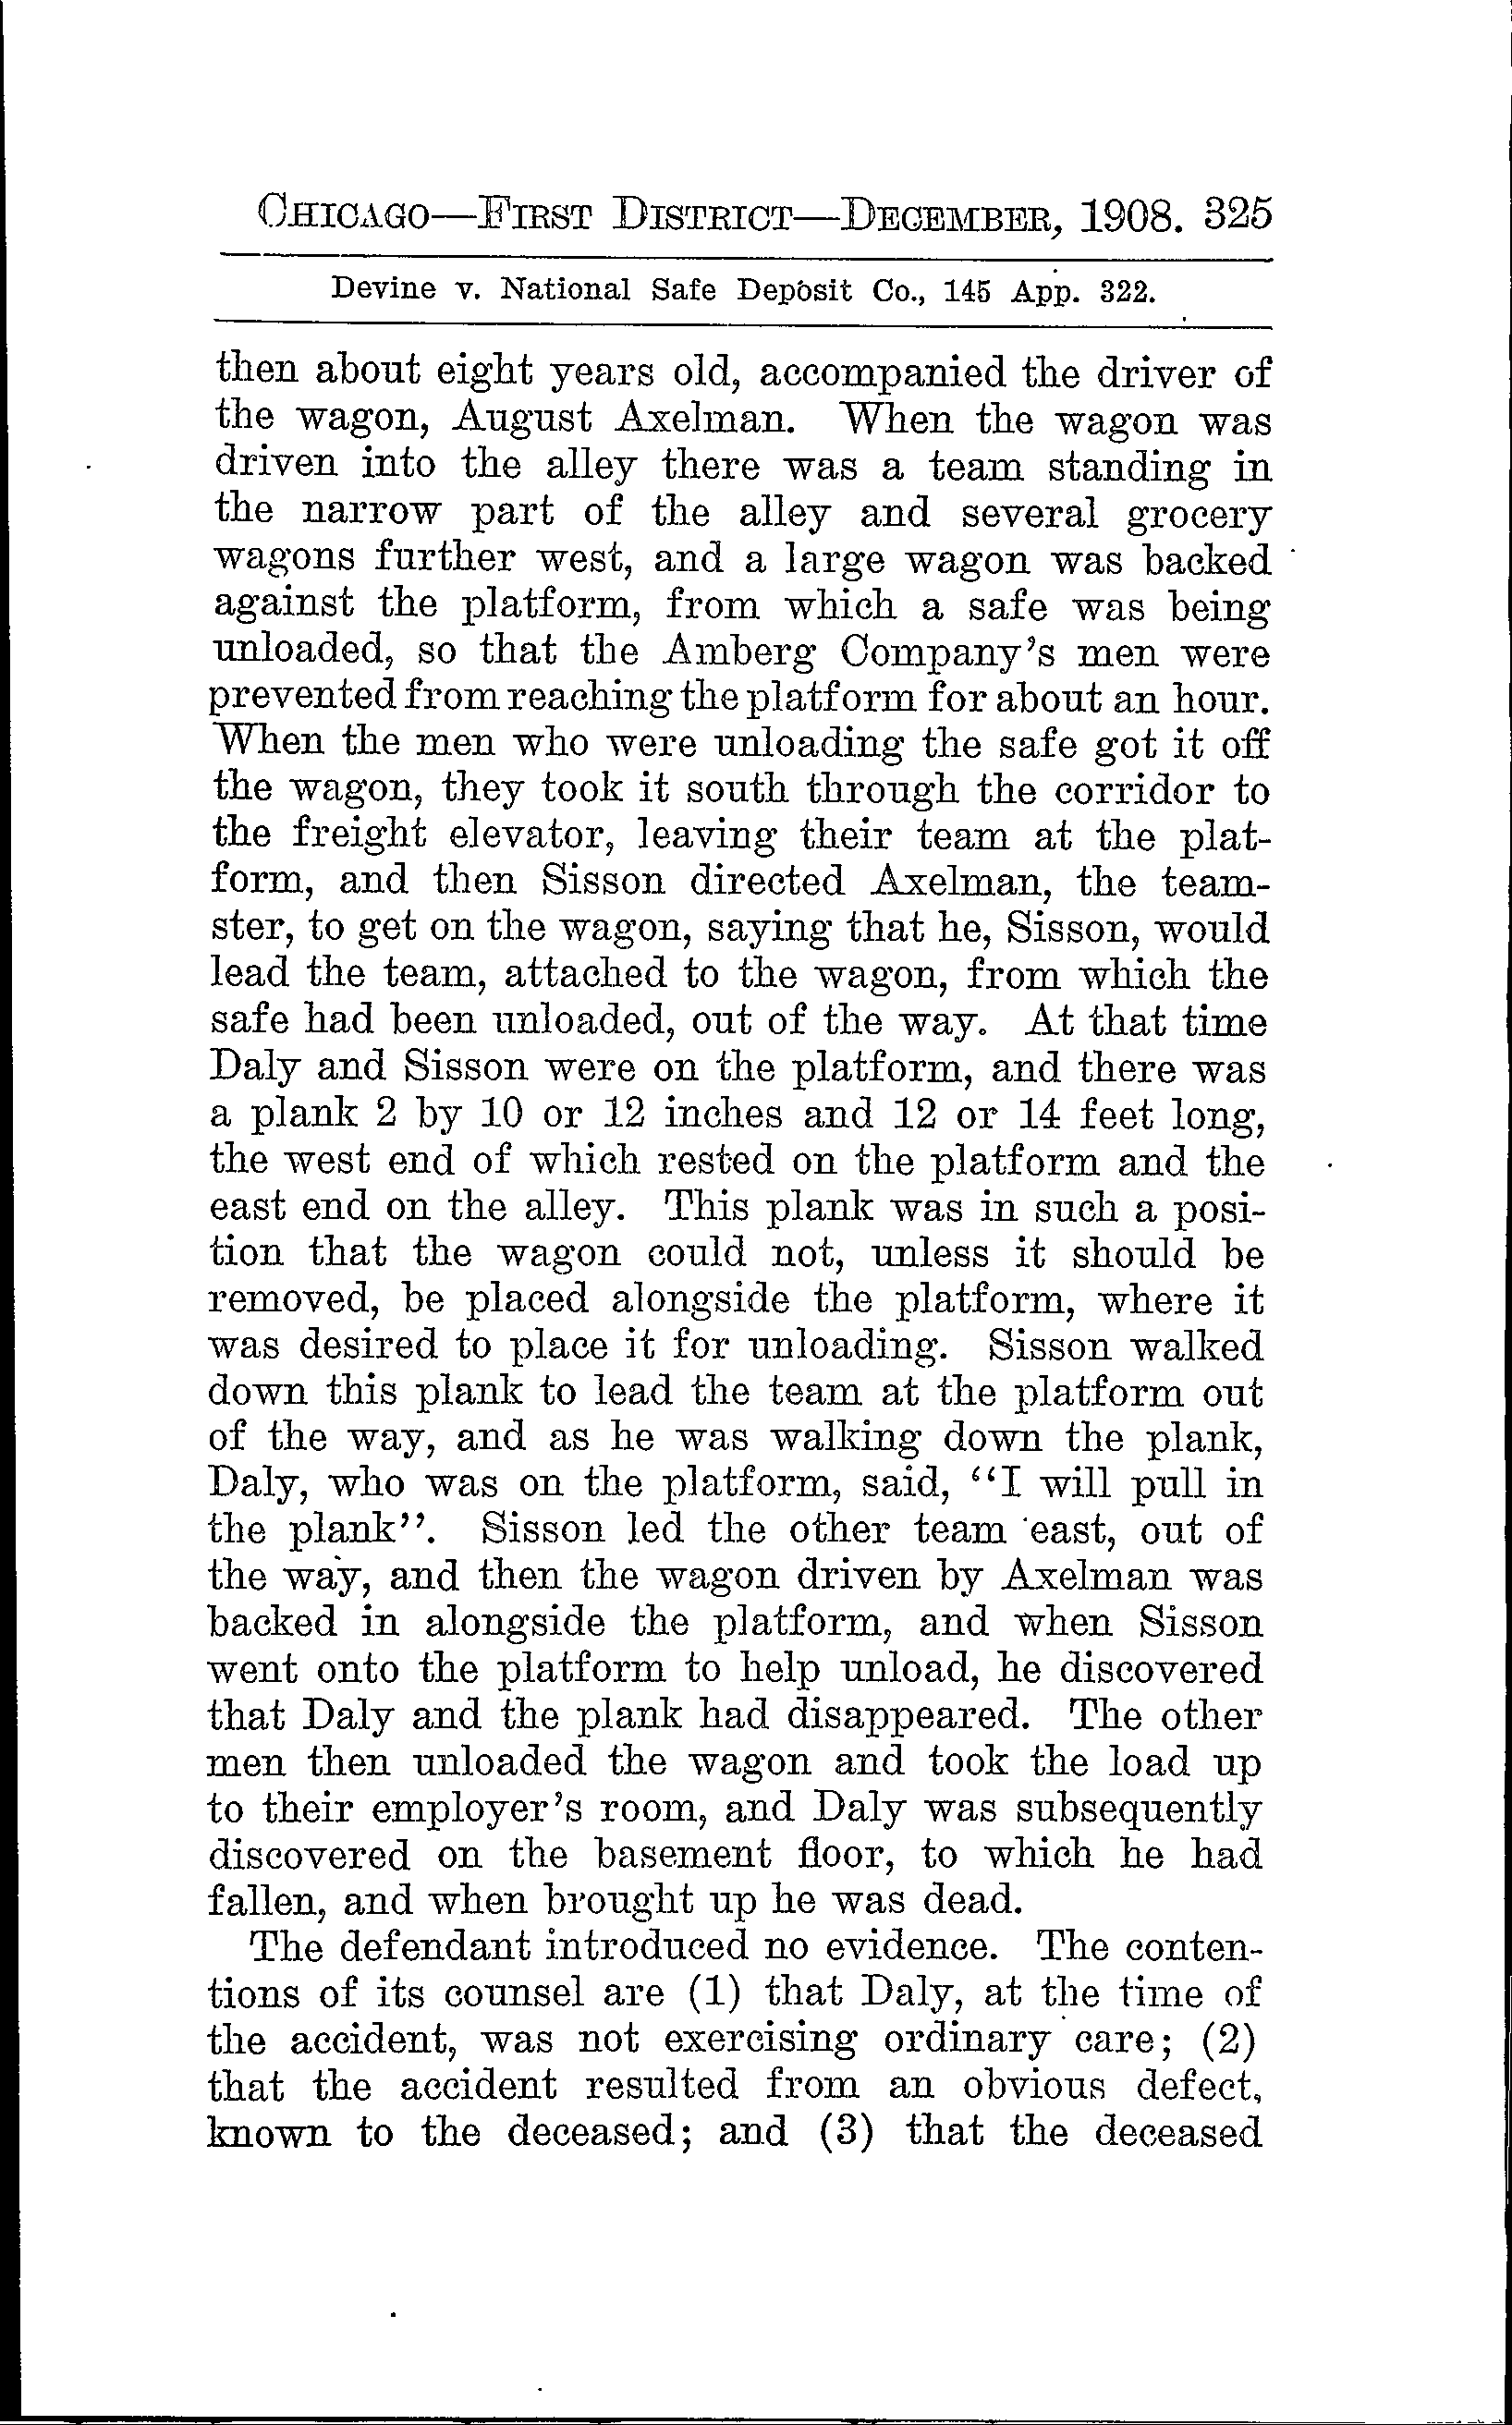 CHICAGO—FIRST DISTRICT—DECEMBER, 1908. 325
Devine v. National Safe Deposit Co., 145 App. 322.
then about eight years old, accompanied the driver of
the wagon, August Axelman. When the wagon was
driven into the alley there was a team standing in
the narrow part of the alley and several grocery
wagons further west, and a large wagon was backed
against the platform, from which a safe was being
unloaded, so that the Amberg Company's men were
prevented from reaching the platform for about an hour.
When the men who were unloading the safe got it off
the wagon, they took it south through the corridor to
the freight elevator, leaving their team at the plat-
form, and then Sisson directed Axelman, the team-
ster, to get on the wagon, saying that he, Sisson, would
lead the team, attached to the wagon, from which the
safe had been unloaded, out of the way. At that time
Daly and Sisson were on the platform, and there was
a plank 2 by 10 or 12 inches and 12 or 14 feet long,
the west end of which rested on the platform and the
east end on the alley. This plank was in such a posi-
tion that the wagon could not, unless it should be
removed, be placed alongside the platform, where it
was desired to place it for unloading. Sisson walked
down this plank to lead the team at the platform out
of the way, and as he was walking down the plank,
Daly, who was on the platform, said, "I will pull in
the plank". Sisson led the other team east, out of
the way, and then the wagon driven by Axelman was
backed in alongside the platform, and when Sisson
went onto the platform to help unload, he discovered
that Daly and the plank had disappeared. The other
men then unloaded the wagon and took the load up
to their employer's room, and Daly was subsequently
discovered on the basement floor, to which he had
fallen, and when brought up he was dead.
The defendant introduced no evidence. The conten-
tions of its counsel are (1) that Daly, at the time of
the accident, was not exercising ordinary care; (2)
that the accident resulted from an obvious defect,
known to the deceased; and (3) that the deceased